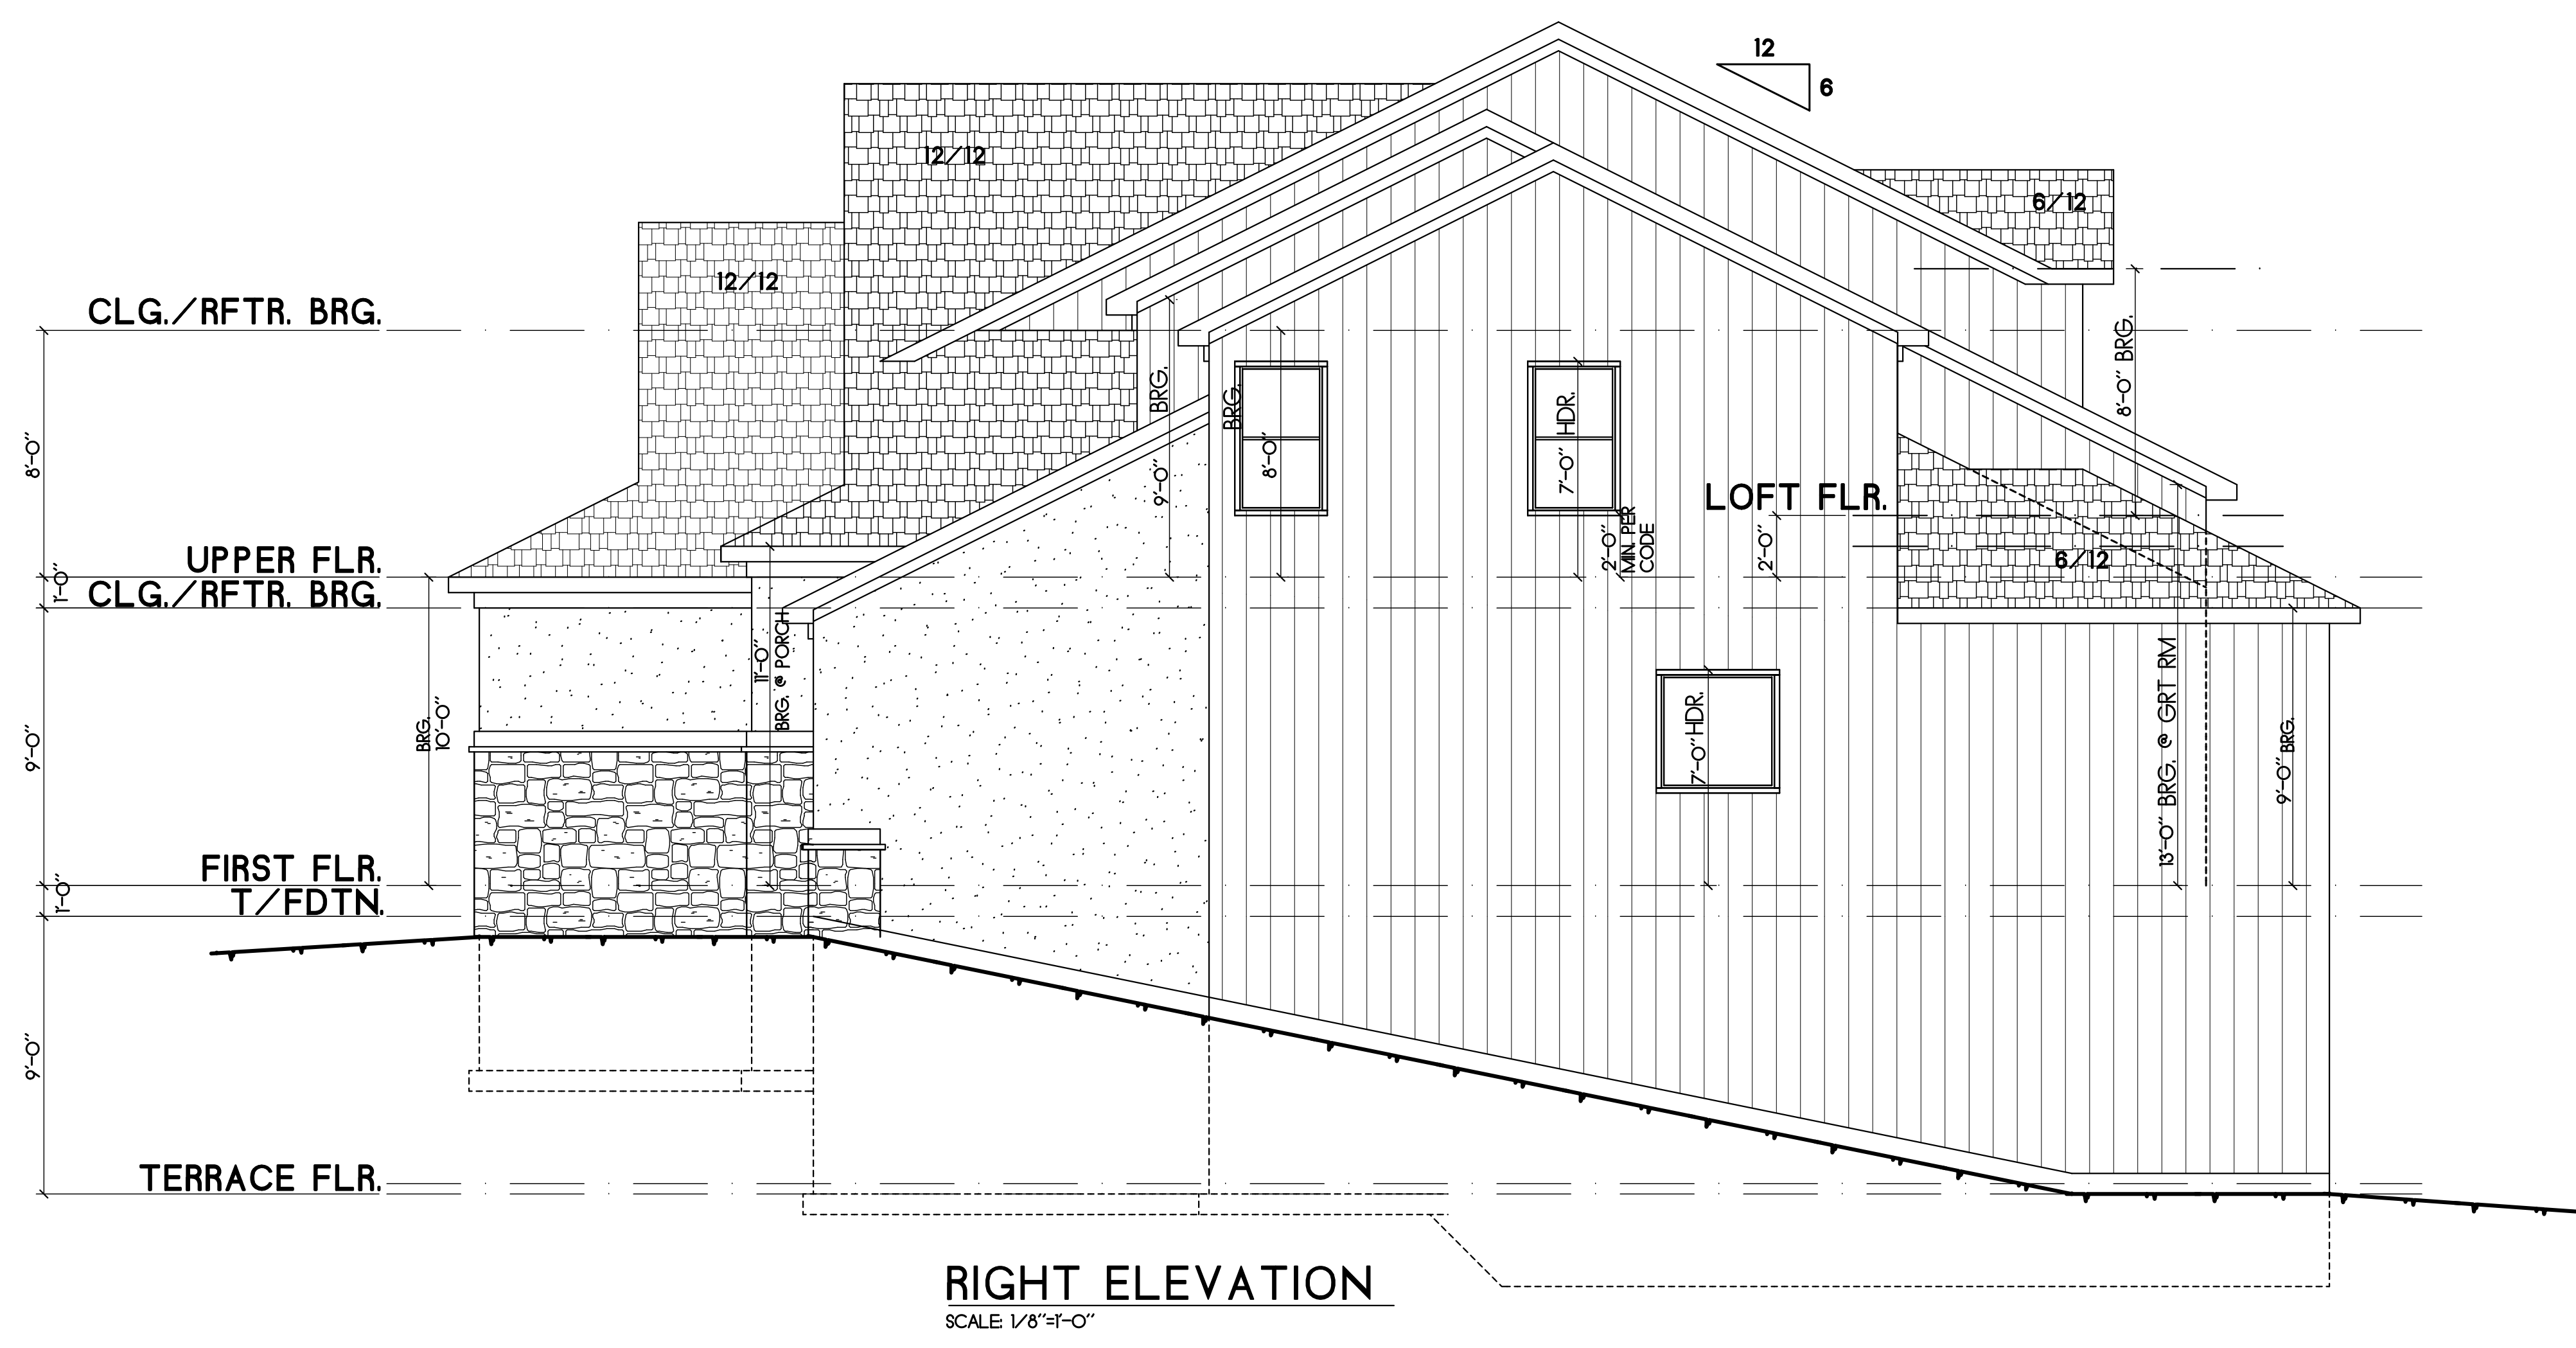 12
6
12/12
6/12
12/12
CLG./RFTR. BRG.
8'-0"
8'-0" BRG.
9'-0" BRG.
8'-0" BRG.
7'-0" HDR.
LOFT FLR.
2'-0"
MIN. PER
CODE
2'-0"
6/12
UPPER FLR.
1'-0"
CLG./RFTR. BRG.
9'-0"
BRG.
10'-0"
11'-0"
BRG. @ PORCH
7'-0" HDR.
13'-0" BRG. @ GRT RM
9'-0" BRG.
FIRST FLR.
1'-0"
T/FDTN.
9'-0"
TERRACE FLR.
RIGHT ELEVATION
SCALE: 1/8"=1'-0"